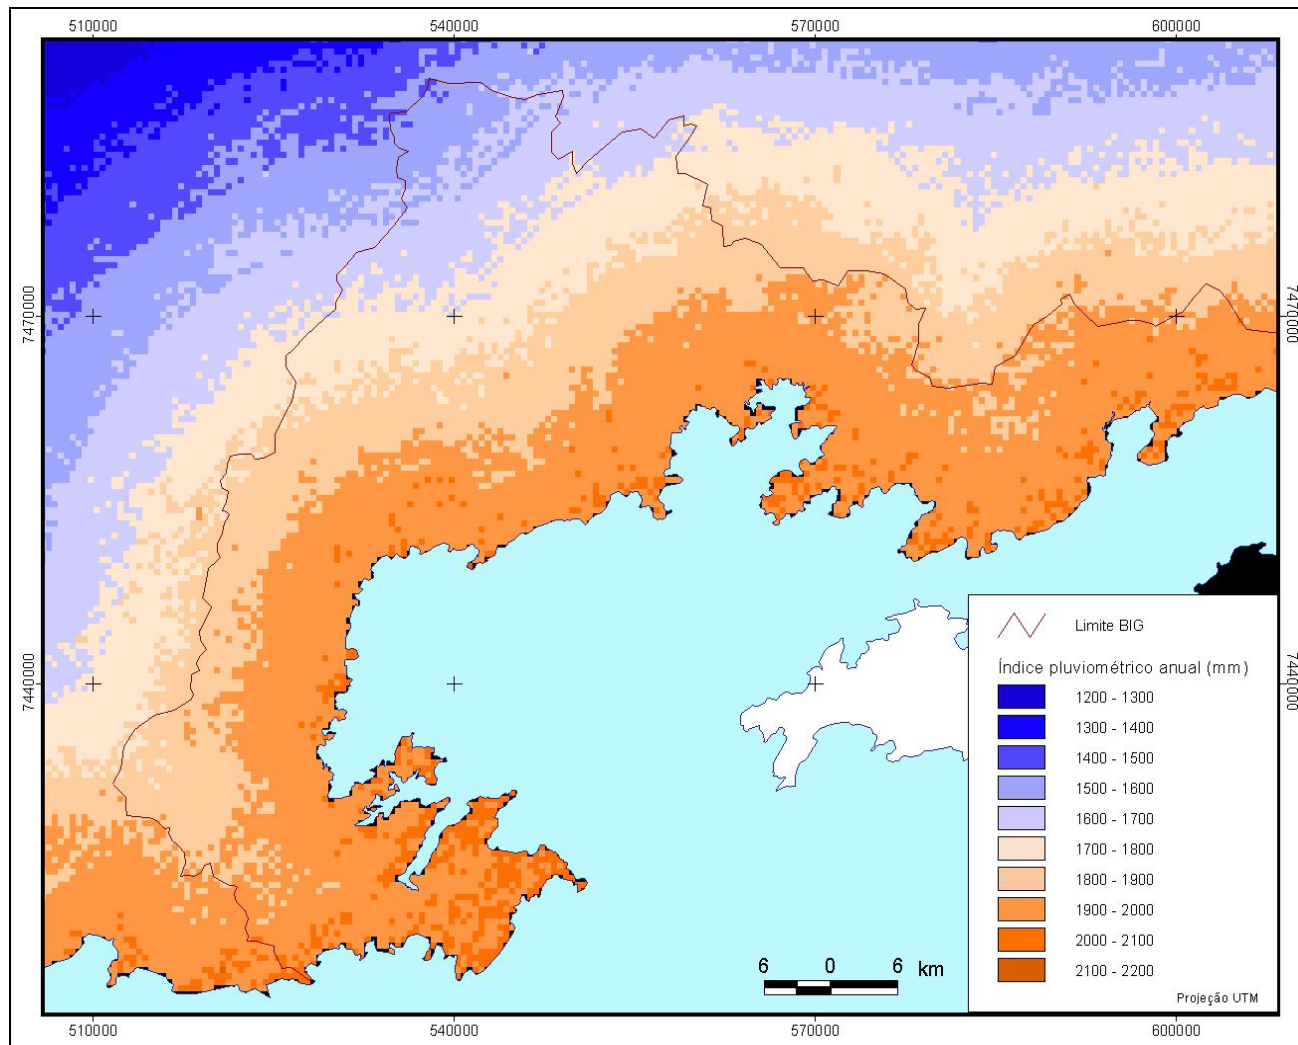 510000 540000 570000 600000
7470000 7470000
7440000 7440000
Limite BIG
Índice pluviométrico anual (mm)
1200 - 1300
1300 - 1400
1400 - 1500
1500 - 1600
1600 - 1700
1700 - 1800
1800 - 1900
1900 - 2000
2000 - 2100
2100 - 2200
6 0 6 km
Projeção UTM
510000 540000 570000 600000